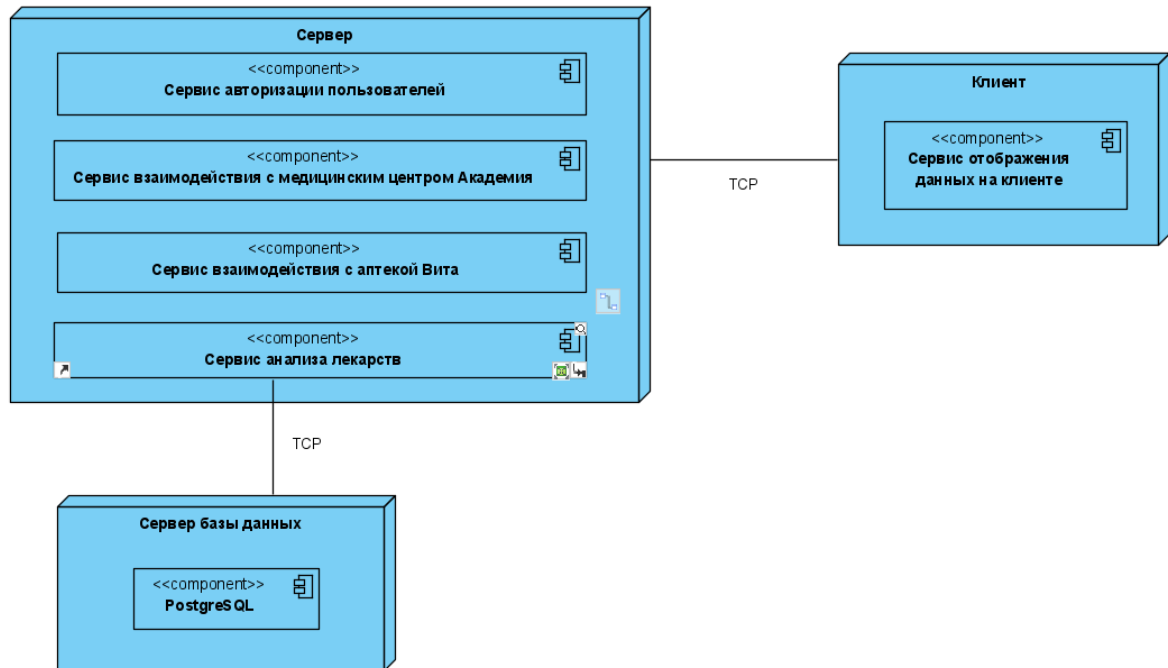 Сервер
<<component>>
Сервис авторизации пользователей
<<component>>
Сервис взаимодействия с медицинским центром Академия
<<component>>
Сервис взаимодействия с аптекой Вита
<<component>>
Сервис анализа лекарств
TCP
Клиент
<<component>>
Сервис отображения
данных на клиенте
TCP
Сервер базы данных
<<component>>
PostgreSQL